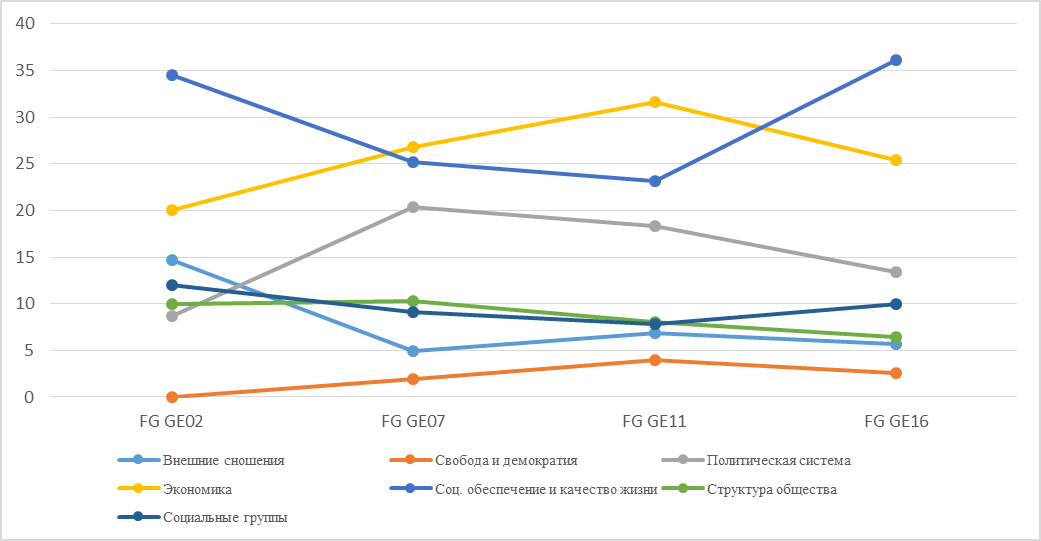 40
35
30
25
20
15
10
5
0
FG GE02 FG GE07 FG GE11 FG GE16
Внешние сношения Свобода и демократия Политическая система
Экономика Соц. обеспечение и качество жизни Структура общества
Социальные группы